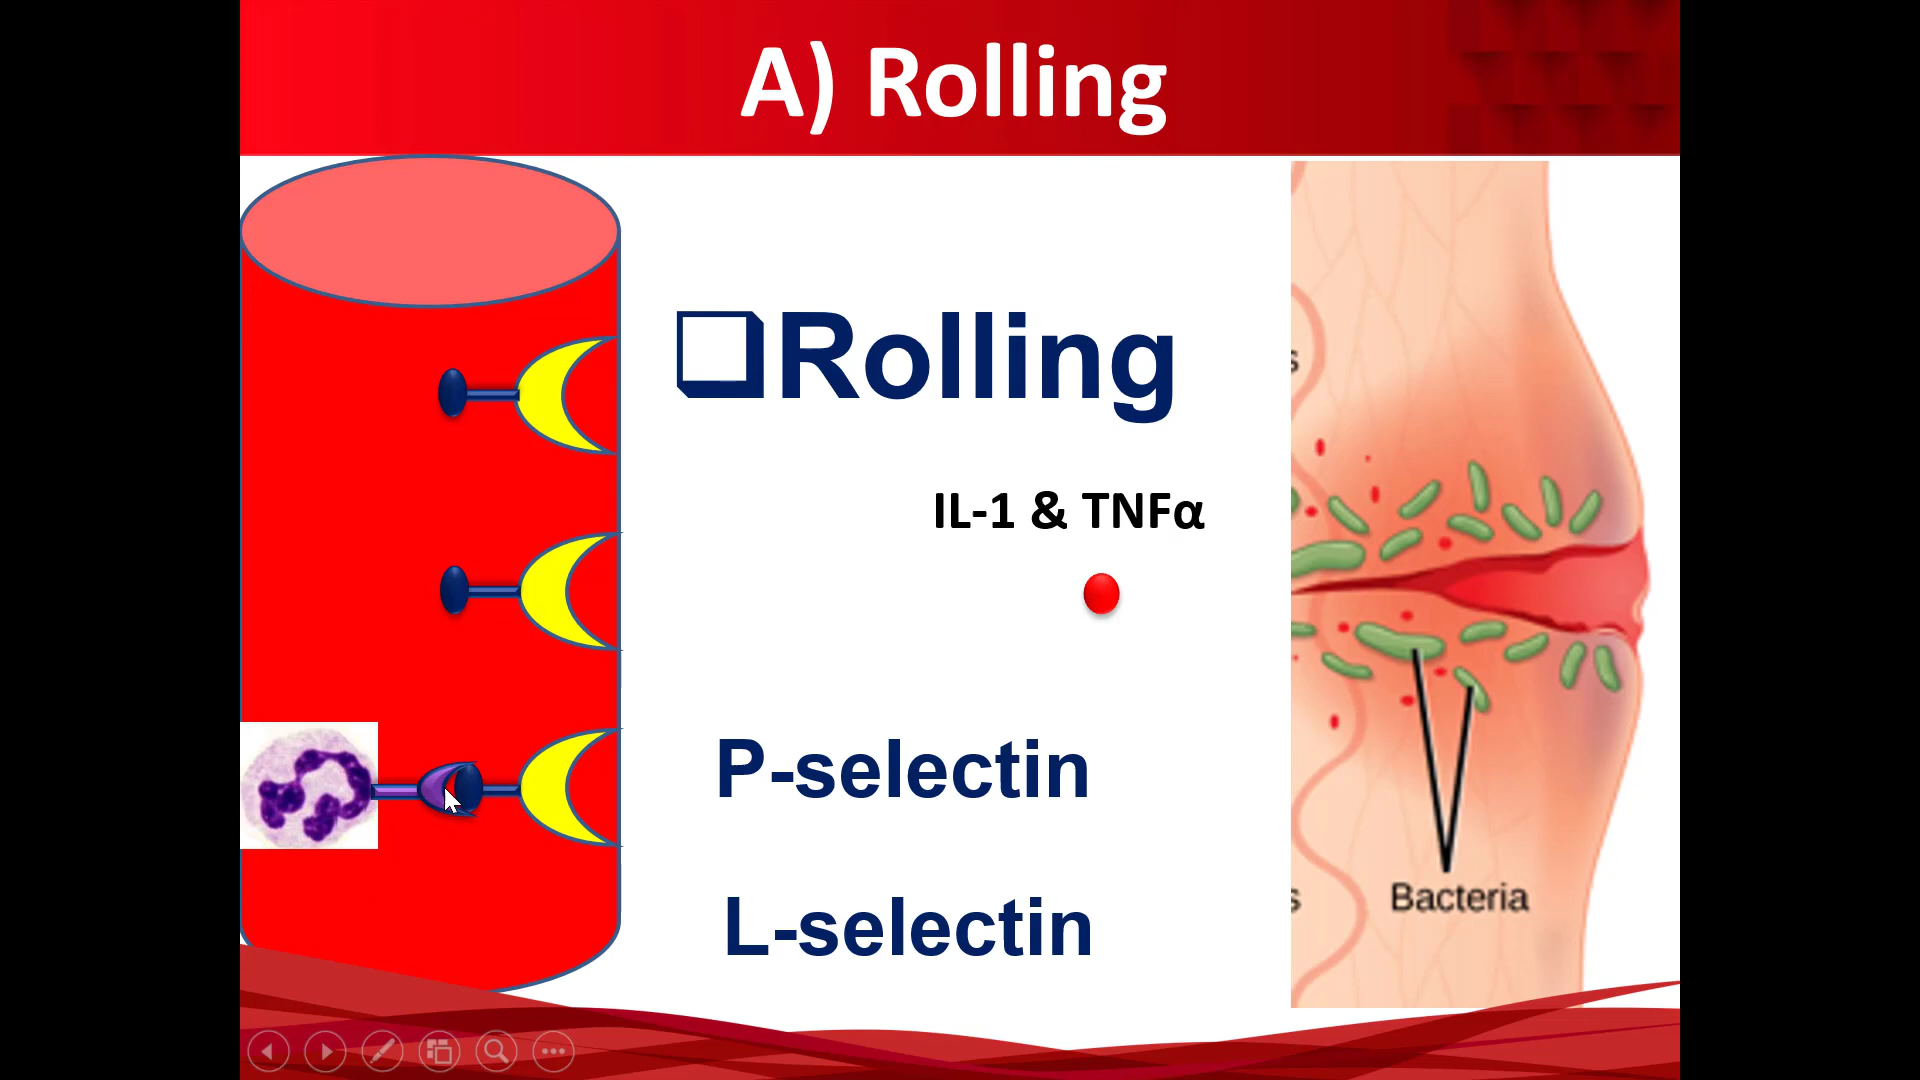 A) Rolling
❑Rolling
IL-1 & TNFα
P-selectin
L-selectin
s
Bacteria
s